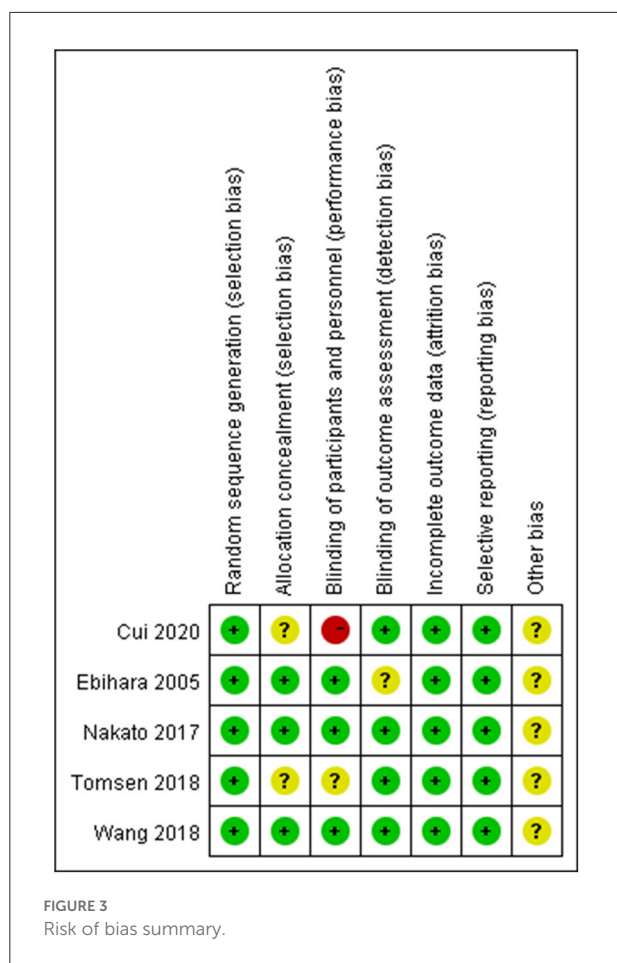 Random sequence generation (selection bias)
Allocation concealment (selection bias)
Blinding of participants and personnel (performance bias)
Blinding of outcome assessment (detection bias)
Incomplete outcome data (attrition bias)
Selective reporting (reporting bias)
Other bias
Cui 2020 + ? - + + + ?
Ebihara 2005 + + + ? + + ?
Nakato 2017 + + + + + + ?
Tomsen 2018 + ? ? + + + ?
Wang 2018 + + + + + + ?
FIGURE 3
Risk of bias summary.